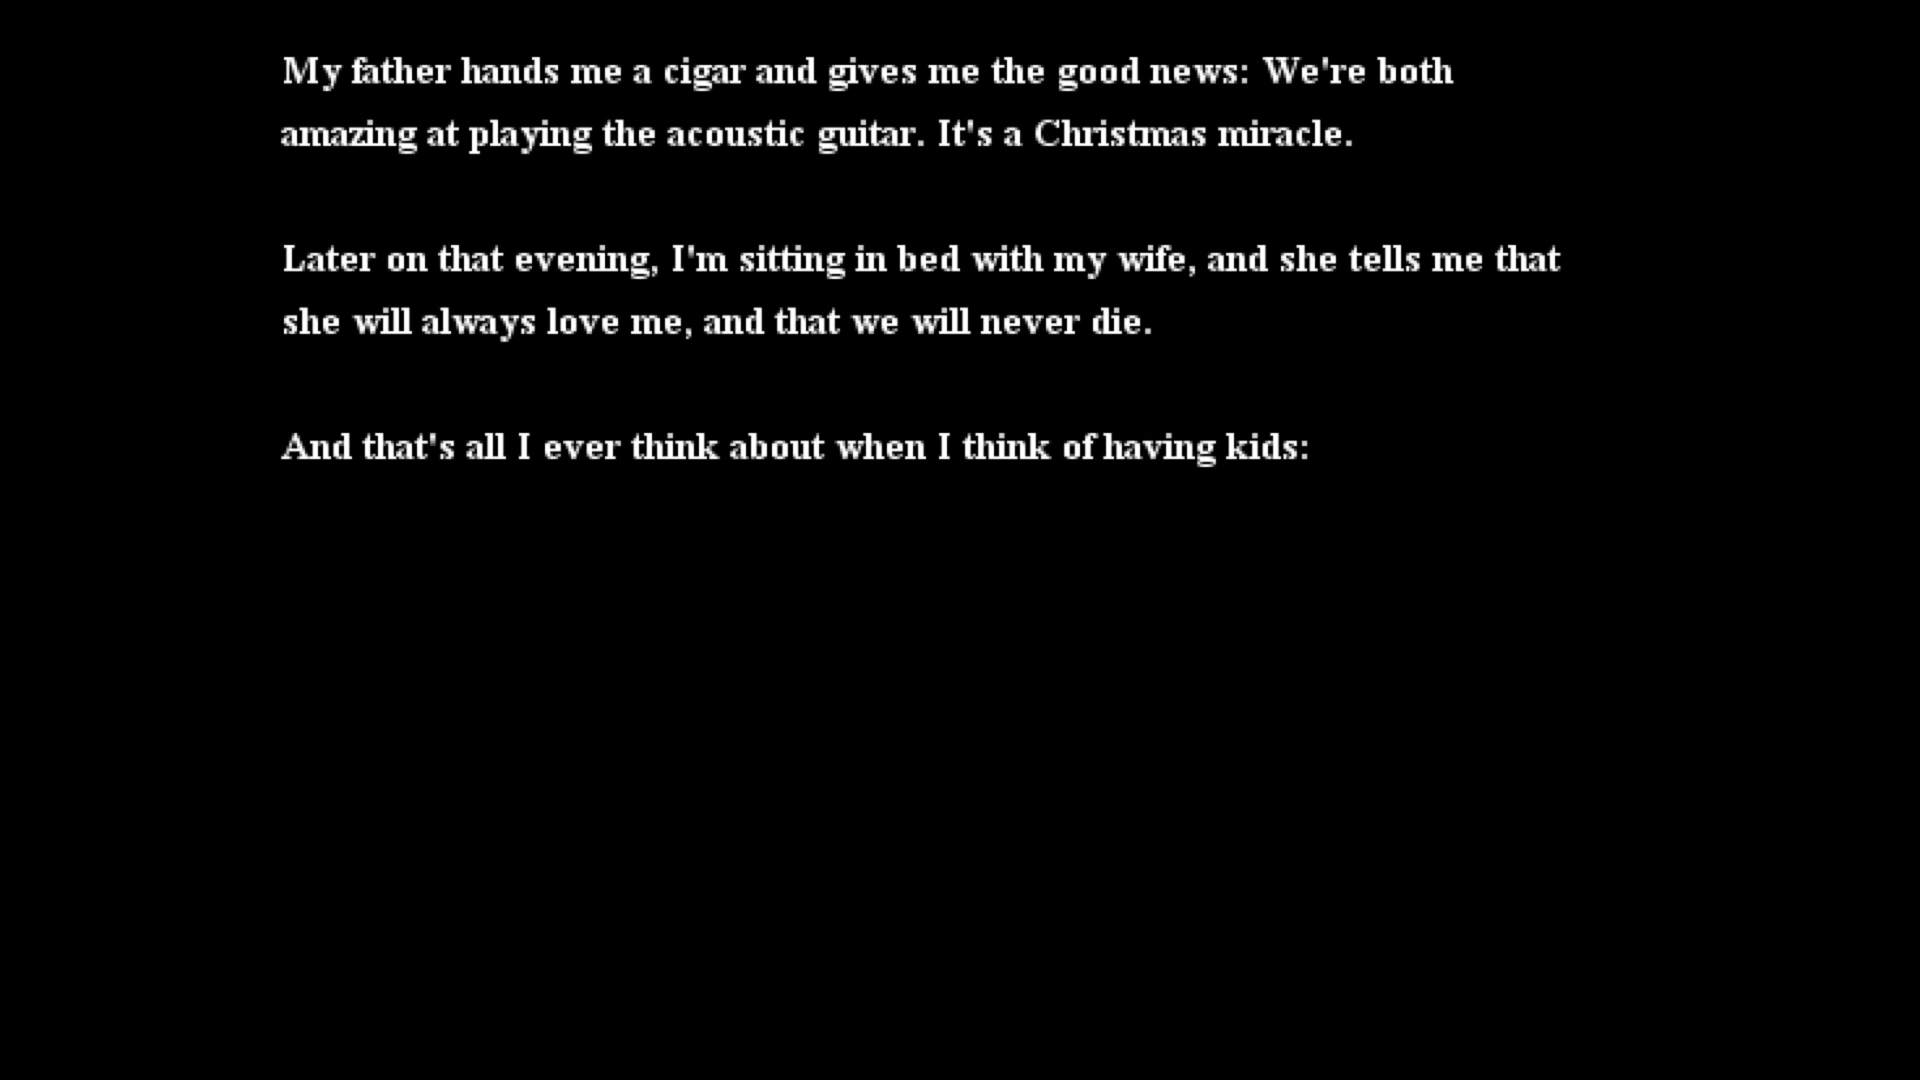 My father hands me a cigar and gives me the good news: We're both
amazing at playing the acoustic guitar. It's a Christmas miracle.
Later on that evening, I'm sitting in bed with my wife, and she tells me that
she will always love me, and that we will never die.
And that's all I ever think about when I think of having kids: